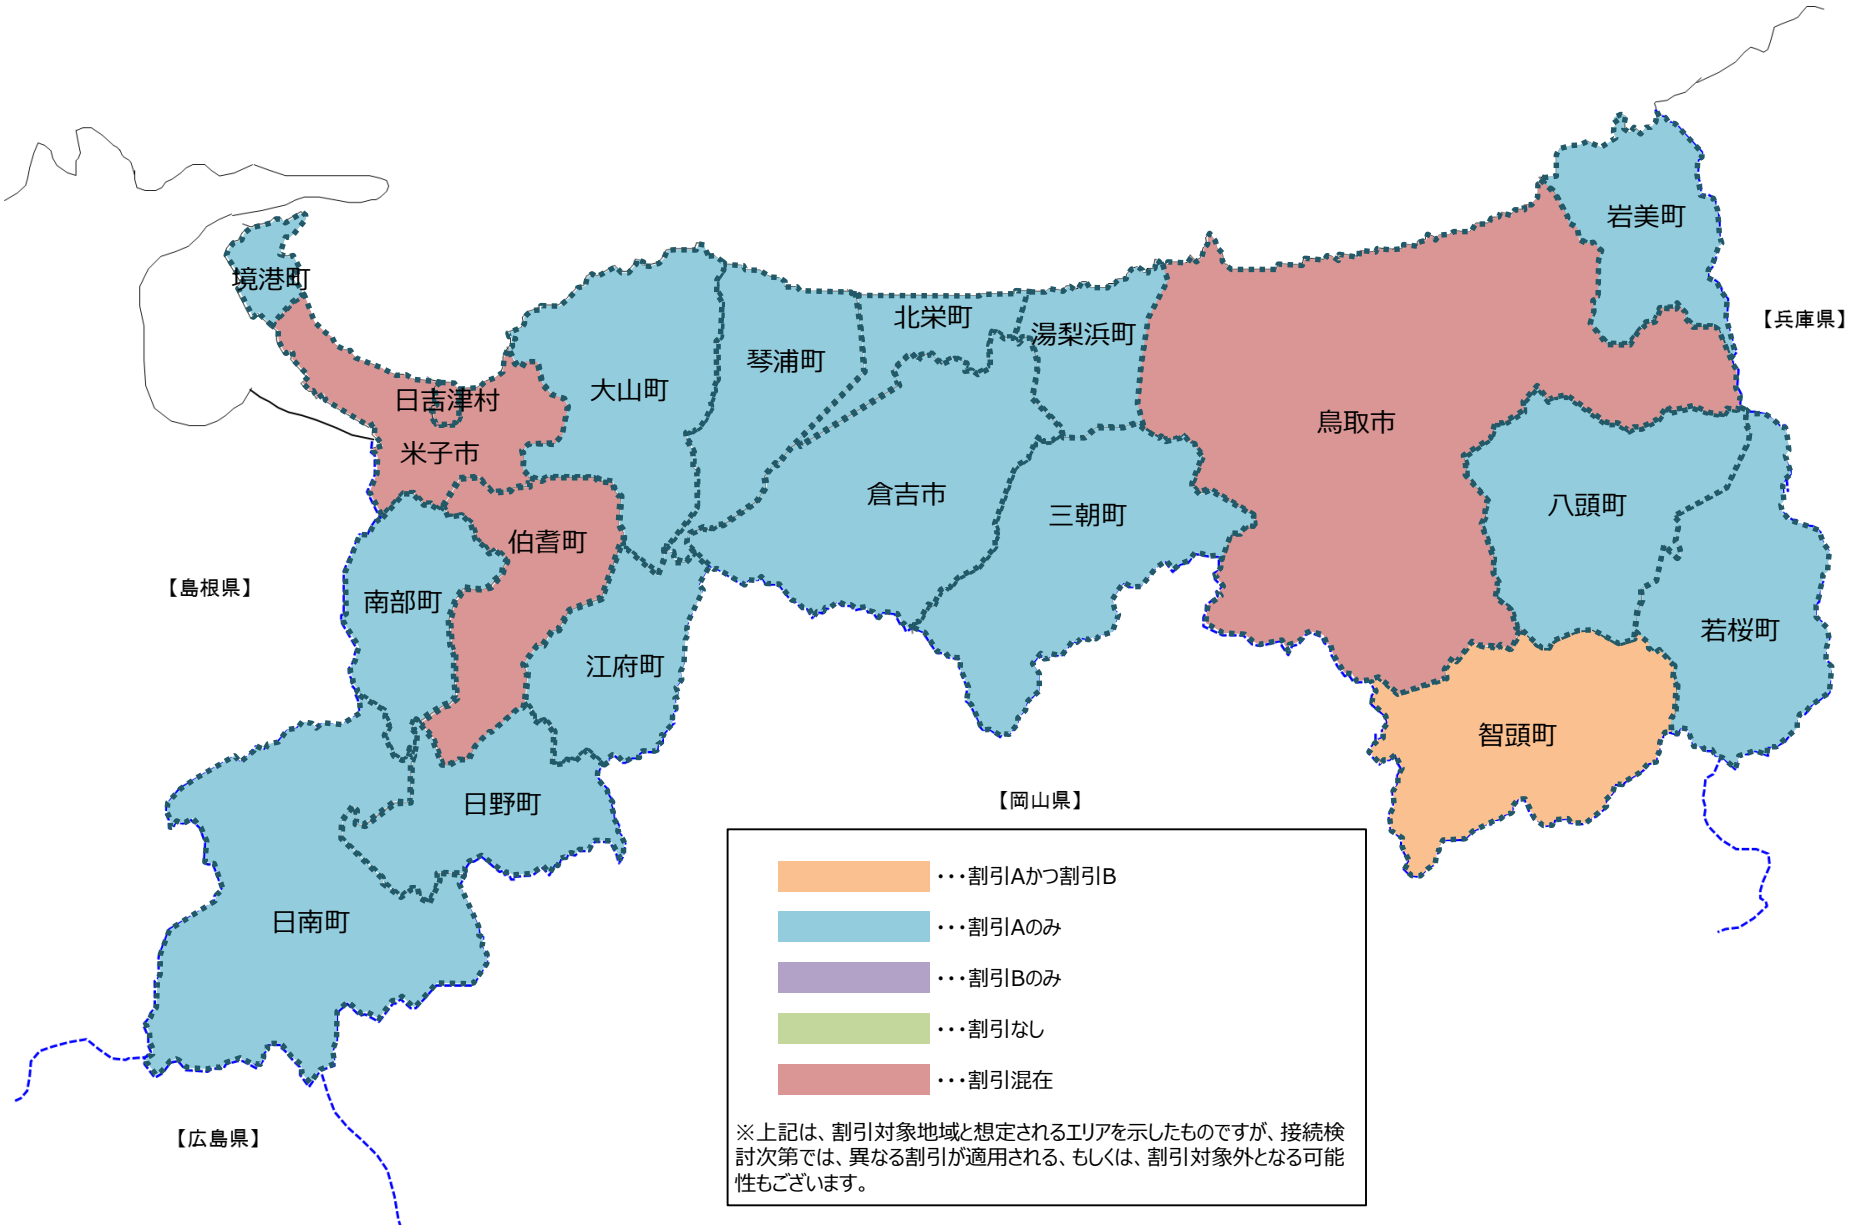 岩美町
境港町
【兵庫県】
北栄町
湯梨浜町
琴浦町
大山町
日吉津村
鳥取市
米子市
倉吉市
八頭町
三朝町
伯耆町
【島根県】
南部町
若桜町
江府町
智頭町
【岡山県】
日野町
日南町
【広島県】
・・・割引Aかつ割引B
・・・割引Aのみ
・・・割引Bのみ
・・・割引なし
・・・割引混在
※上記は、割引対象地域と想定されるエリアを示したものですが、接続検
討次第では、異なる割引が適用される、もしくは、割引対象外となる可能
性もございます。